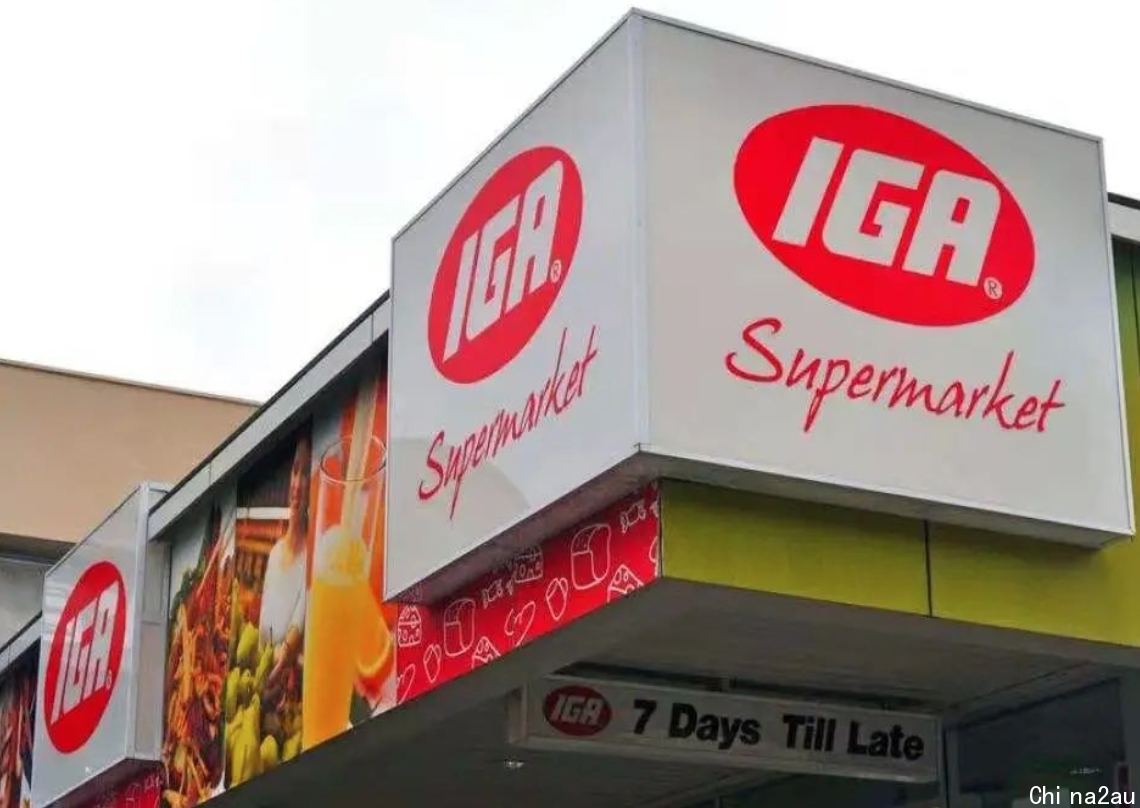 IGA®
Supermarket
IGA®
Supermarket
IGA®
IGA 7 Days Till Late
Chi na2au